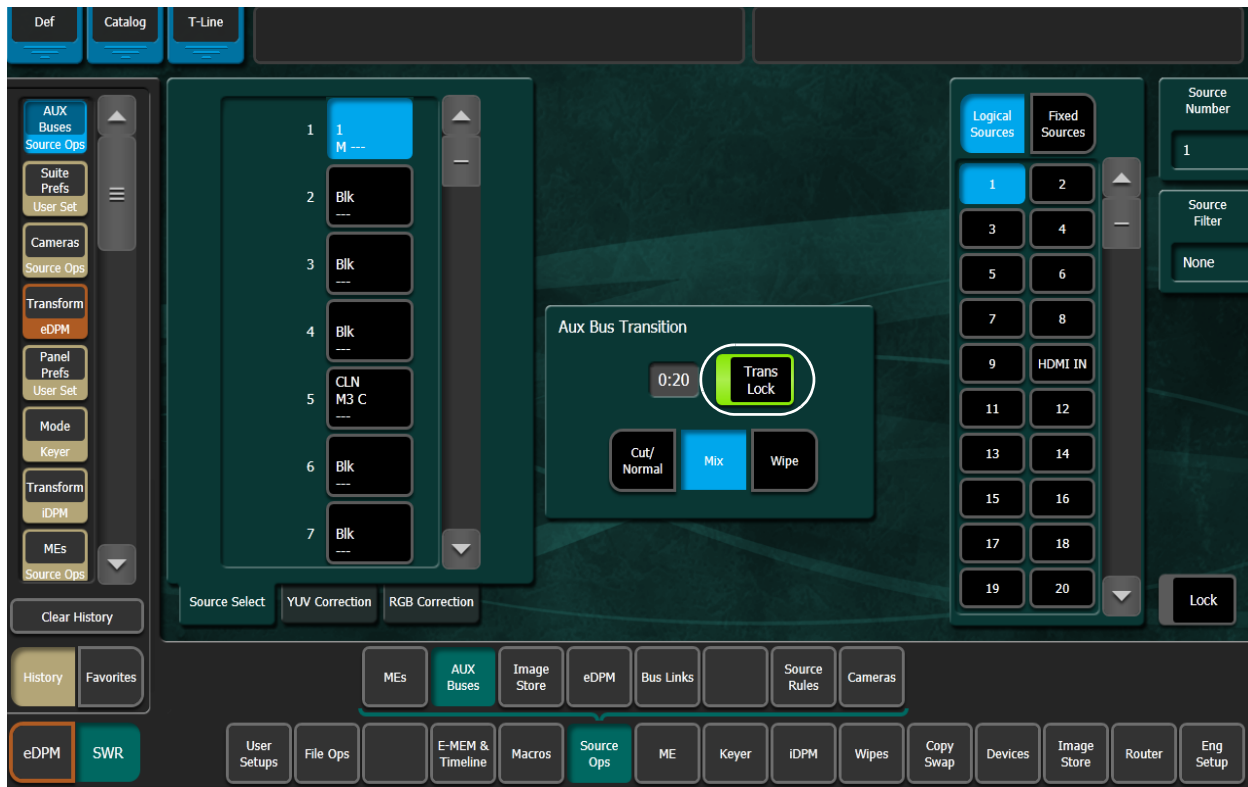 Def
Catalog
T-Line
AUX
Buses
Source Ops
Suite
Prefs
User Set
Cameras
Source Ops
Transform
eDPM
Panel
Prefs
User Set
Mode
Keyer
Transform
iDPM
MEs
Source Ops
Clear History
History
Favorites
eDPM
SWR
1
1
M ---
2
Blk
---
3
Blk
---
4
Blk
---
5
CLN
M3 C
---
6
Blk
---
7
Blk
---
Source Select
YUV Correction
RGB Correction
Aux Bus Transition
0:20
Trans
Lock
Cut/
Normal
Mix
Wipe
Logical
Sources
Fixed
Sources
1
2
3
4
5
6
7
8
9
HDMI IN
11
12
13
14
15
16
17
18
19
20
Source
Number
1
Source
Filter
None
Lock
MEs
AUX
Buses
Image
Store
eDPM
Bus Links
Source
Rules
Cameras
User
Setups
File Ops
E-MEM &
Timeline
Macros
Source
Ops
ME
Keyer
iDPM
Wipes
Copy
Swap
Devices
Image
Store
Router
Eng
Setup